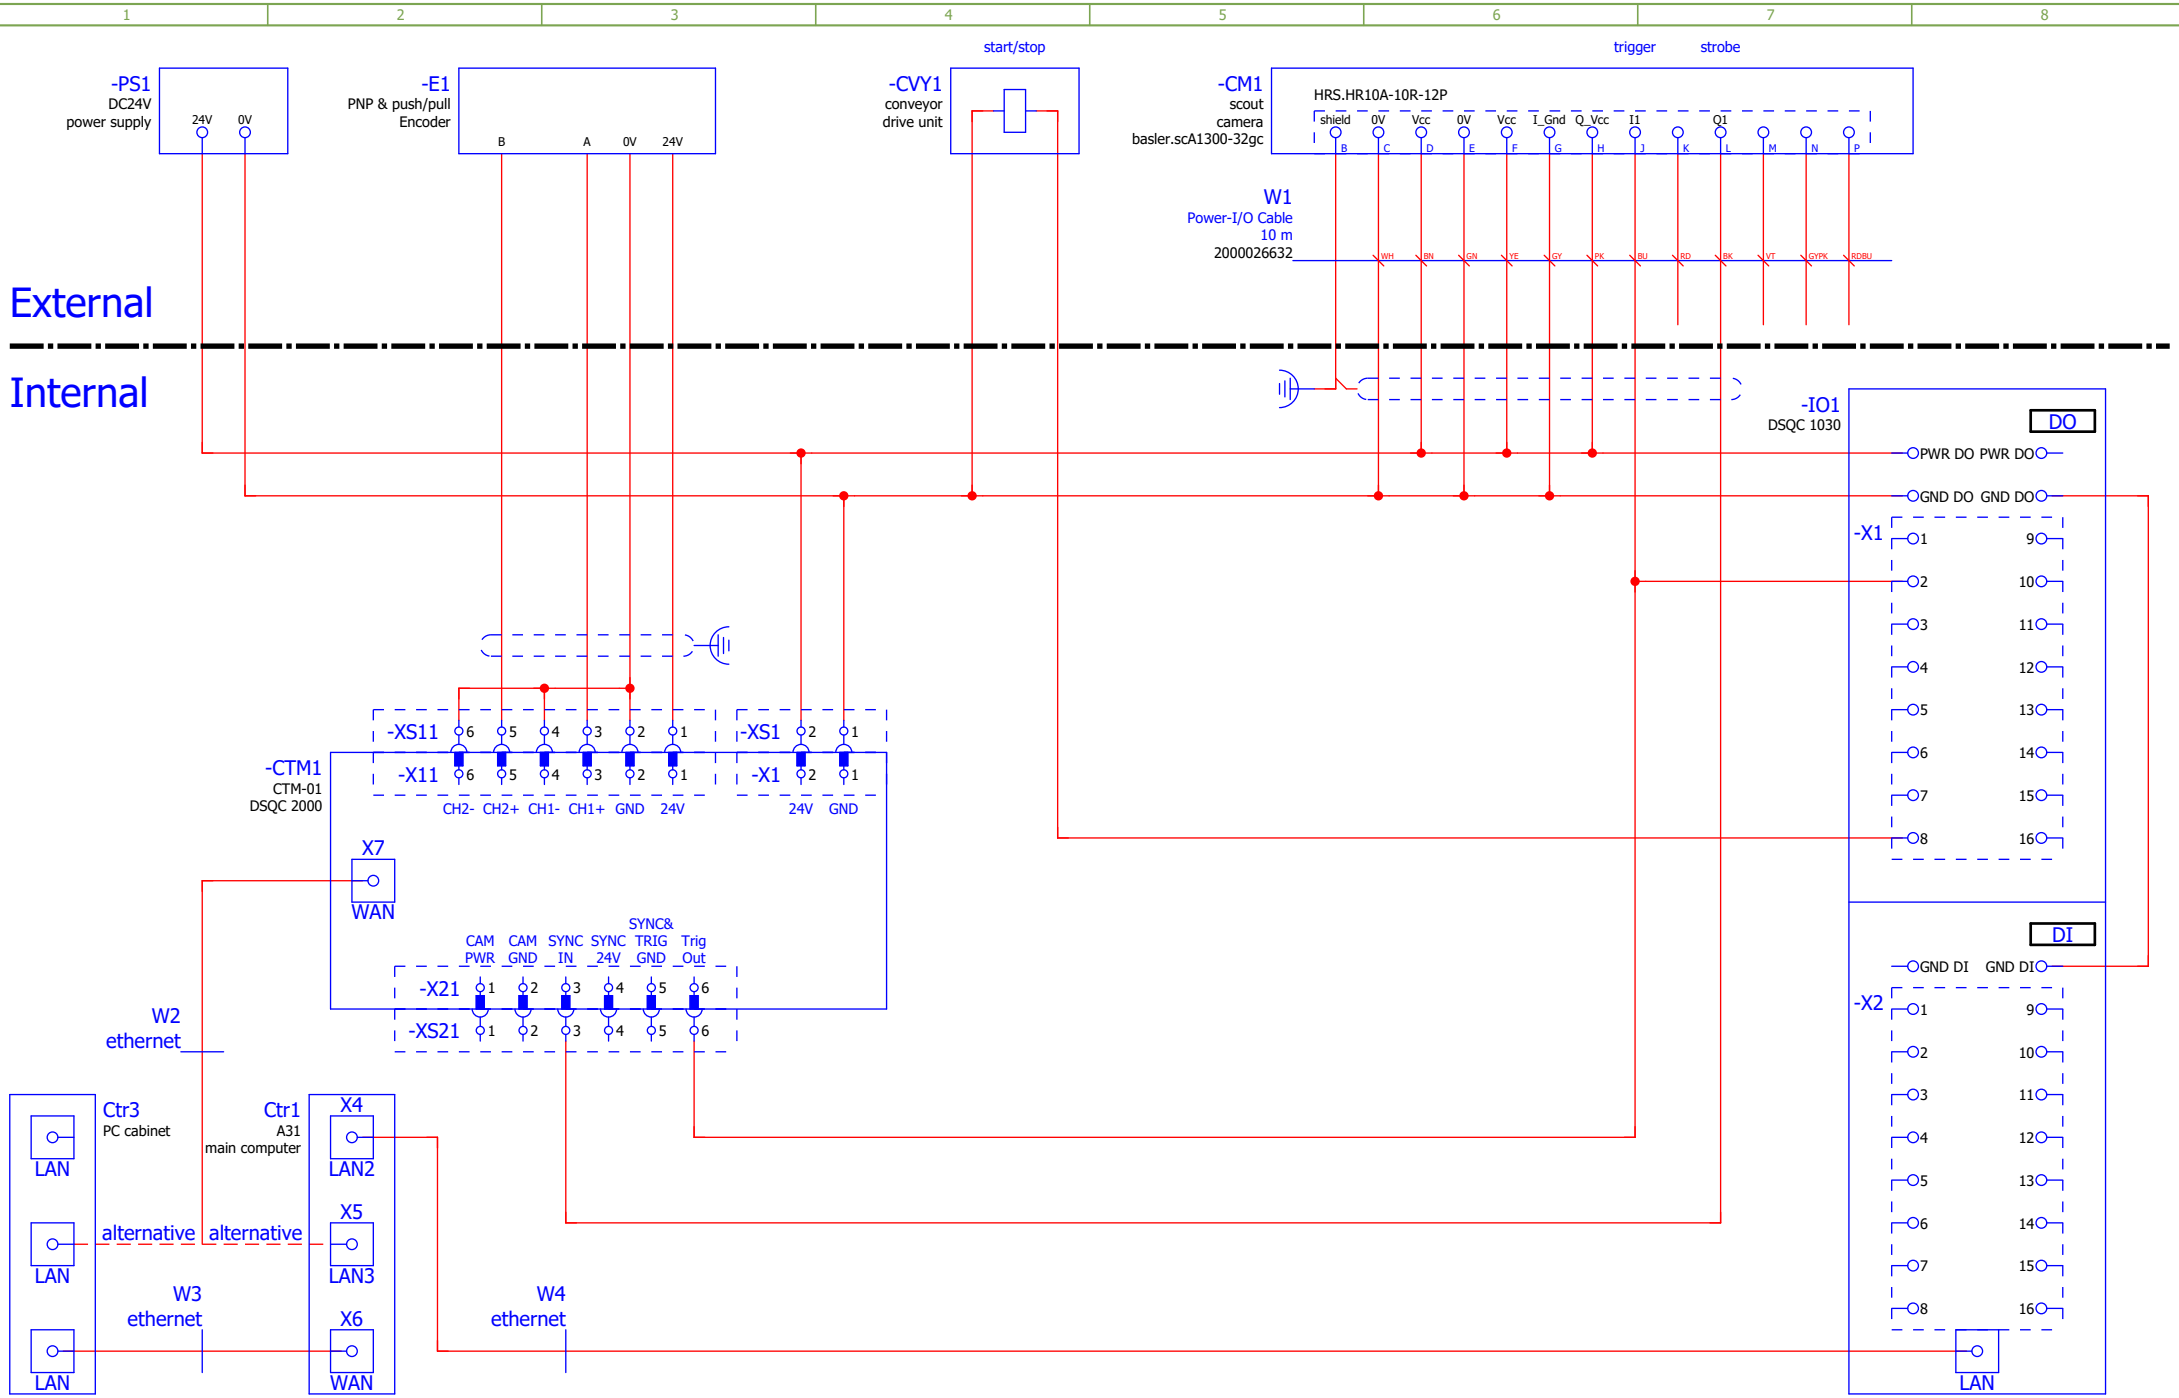 1 2 3 4 5 6 7 8
start/stop
trigger strobe
-PS1
DC24V
power supply
24V 0V
-E1
PNP & push/pull
Encoder
B A 0V 24V
-CVY1
conveyor
drive unit
-CM1
scout
camera
basler.scA1300-32gc
HRS.HR10A-10R-12P
shield 0V Vcc 0V Vcc I_Gnd Q_Vcc I1 Q1
B C D E F G H J K L M N P
W1
Power-I/O Cable
10 m
2000026632
WH BN GN YE GY PK BU RD BK VT GYPK RDBU
External
Internal
-IO1
DSQC 1030
DO
PWR DO PWR DO
GND DO GND DO
-X1
1 9
2 10
3 11
4 12
5 13
6 14
7 15
8 16
-XS11 6 5 4 3 2 1
-XS1 2 1
-CTM1
CTM-01
DSQC 2000
-X11 6 5 4 3 2 1
-X1 2 1
CH2- CH2+ CH1- CH1+ GND 24V
24V GND
X7
WAN
CAM PWR
CAM GND
SYNC IN
SYNC 24V
SYNC& TRIG GND
Trig Out
-X21 1 2 3 4 5 6
-XS21 1 2 3 4 5 6
DI
GND DI GND DI
-X2
1 9
2 10
3 11
4 12
5 13
6 14
7 15
8 16
LAN
W2
ethernet
Ctr3
PC cabinet
LAN
LAN
LAN
Ctr1
A31
main computer
X4
LAN2
alternative alternative
X5
LAN3
W3
ethernet
X6
WAN
W4
ethernet